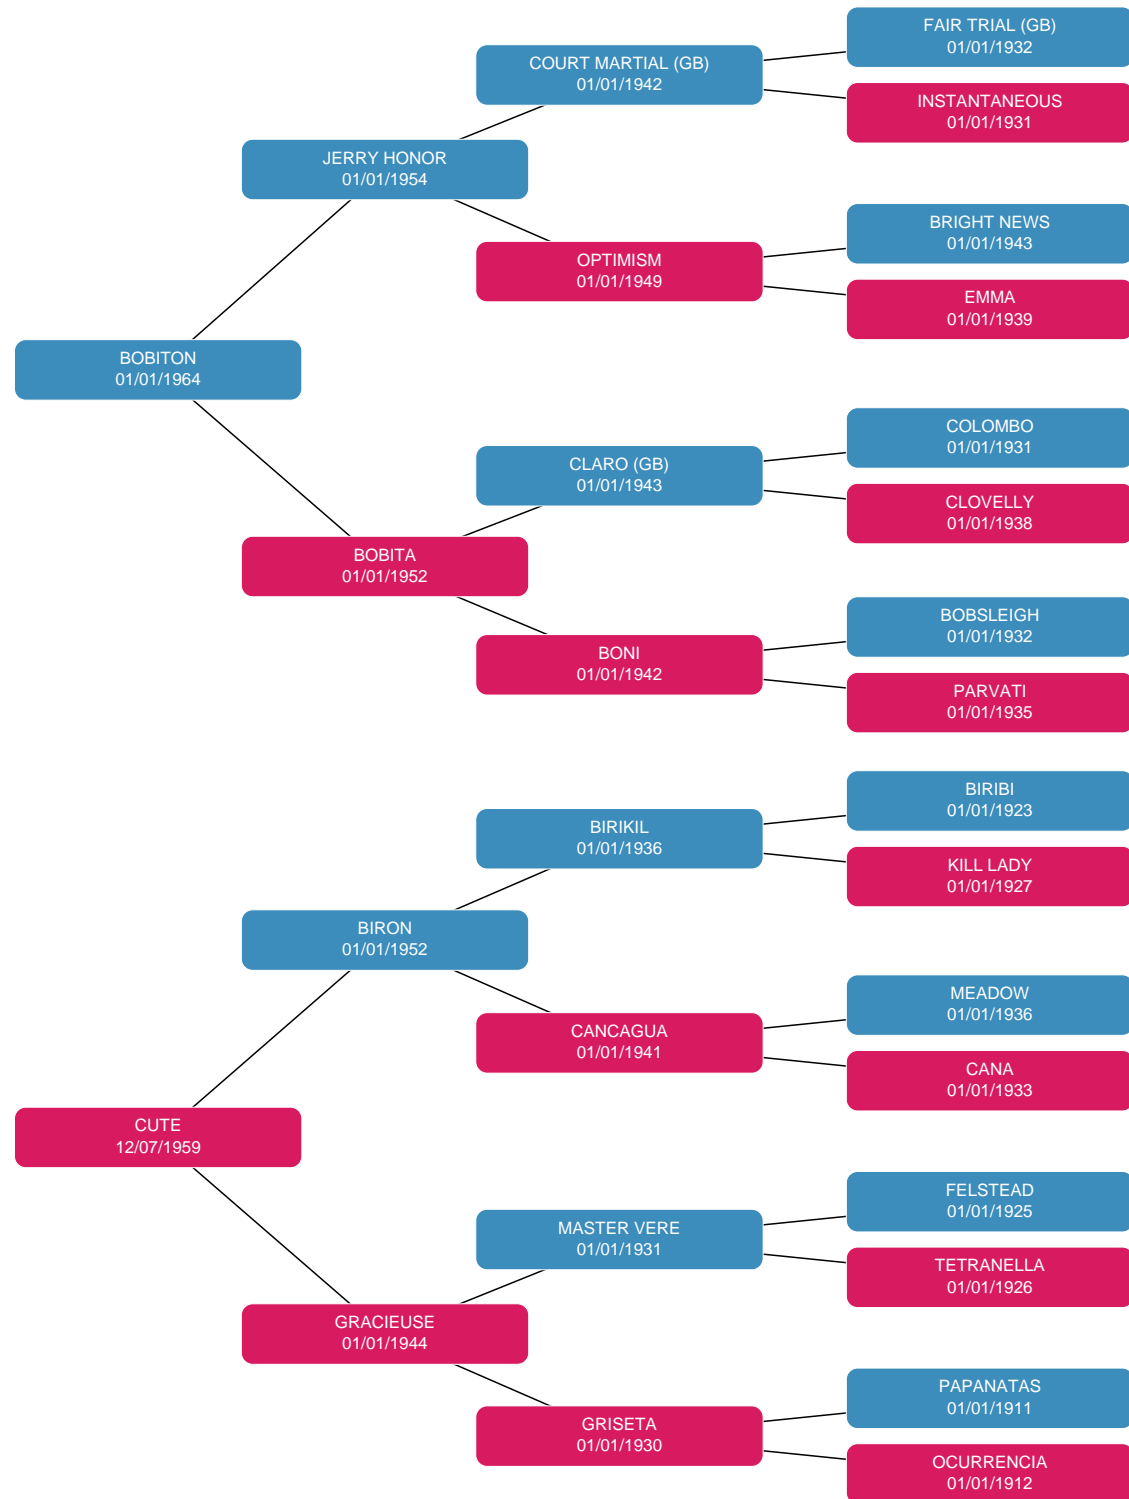 FAIR TRIAL (GB)
01/01/1932
COURT MARTIAL (GB)
01/01/1942
INSTANTANEOUS
01/01/1931
JERRY HONOR
01/01/1954
BRIGHT NEWS
01/01/1943
OPTIMISM
01/01/1949
EMMA
01/01/1939
BOBITON
01/01/1964
COLOMBO
01/01/1931
CLARO (GB)
01/01/1943
CLOVELLY
01/01/1938
BOBITA
01/01/1952
BOBSLEIGH
01/01/1932
BONI
01/01/1942
PARVATI
01/01/1935
BIRIBI
01/01/1923
BIRIKIL
01/01/1936
KILL LADY
01/01/1927
BIRON
01/01/1952
MEADOW
01/01/1936
CANCAGUA
01/01/1941
CANA
01/01/1933
CUTE
12/07/1959
FELSTEAD
01/01/1925
MASTER VERE
01/01/1931
TETRANELLA
01/01/1926
GRACIEUSE
01/01/1944
PAPANATAS
01/01/1911
GRISETA
01/01/1930
OCURRENCIA
01/01/1912